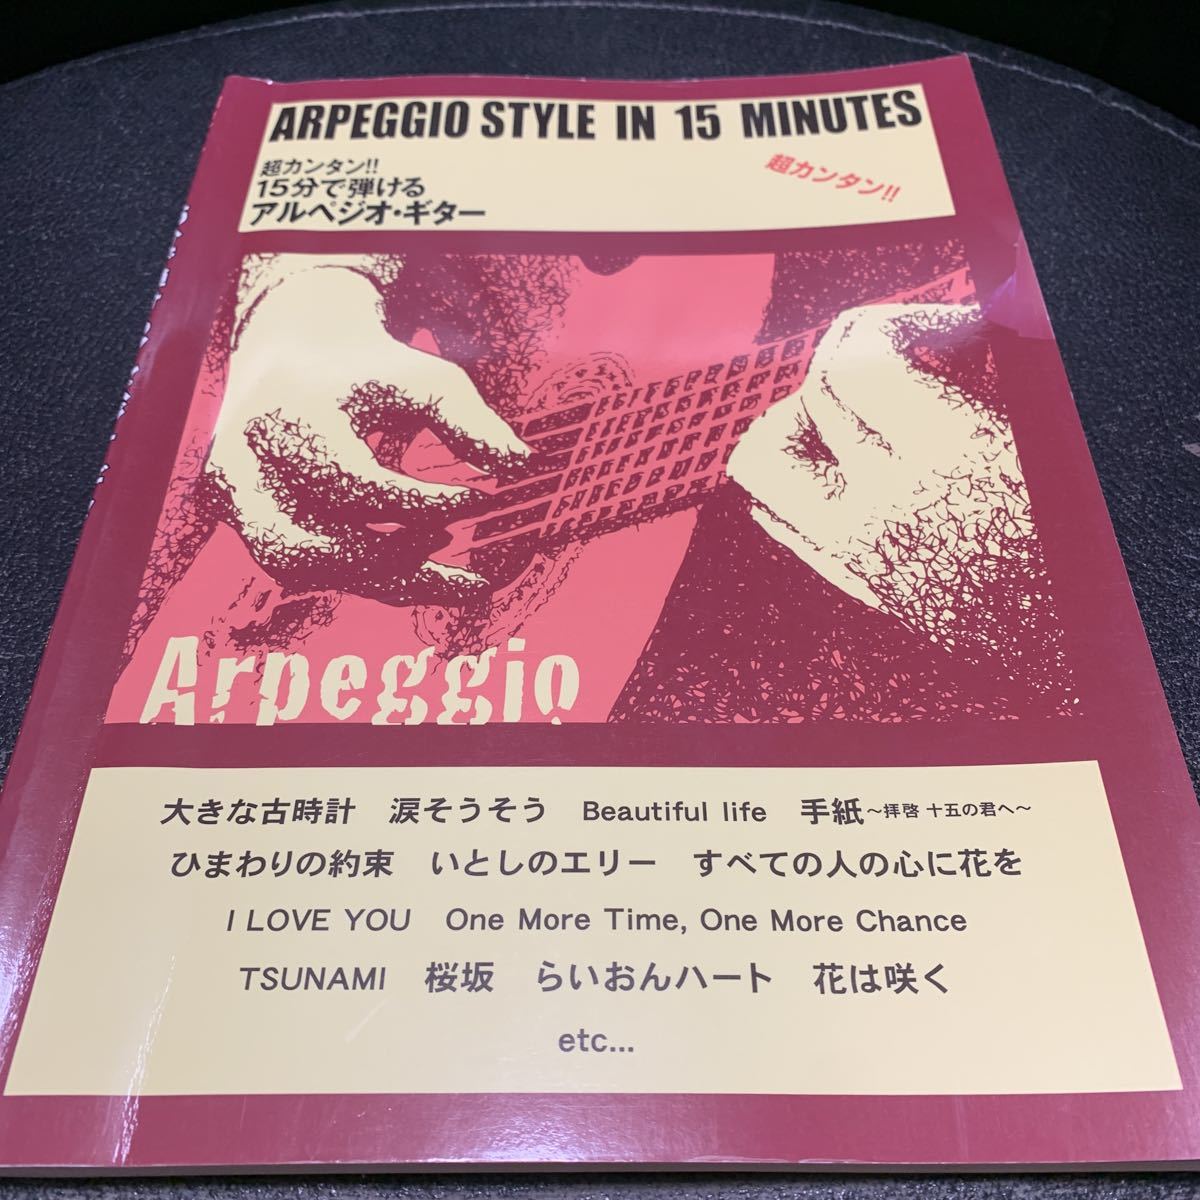 ARPEGGIO STYLE IN 15 MINUTES
超カンタン!!
15分で弾ける
アルペジオ・ギター
超カンタン!!
Arpeggio
大きな古時計 涙そうそう Beautiful life 手紙〜拝啓 十五の君へ〜
ひまわりの約束 いとしのエリー すべての人の心に花を
I LOVE YOU One More Time, One More Chance
TSUNAMI 桜坂 らいおんハート 花は咲く
etc...